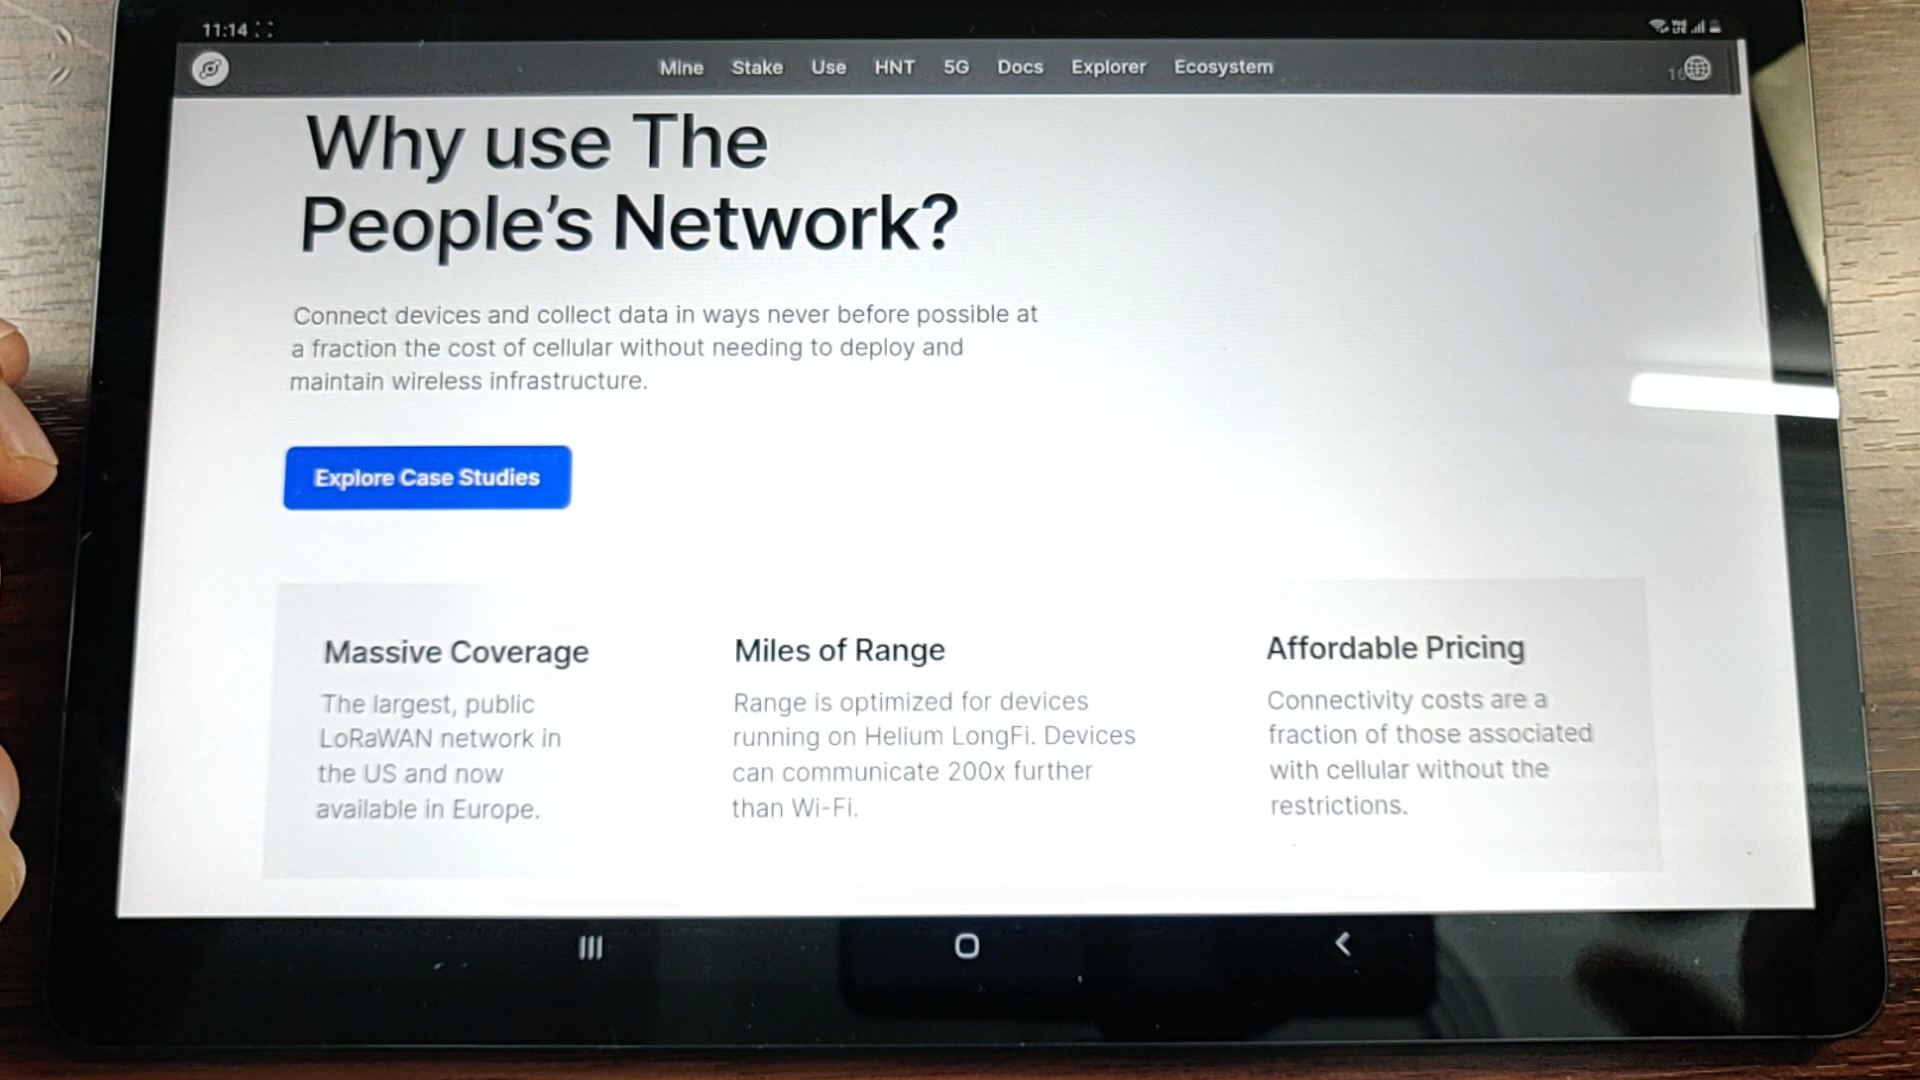 11:14
Mine Stake Use HNT 5G Docs Explorer Ecosystem
Why use The
People's Network?
Connect devices and collect data in ways never before possible at
a fraction the cost of cellular without needing to deploy and
maintain wireless infrastructure.
Explore Case Studies
Massive Coverage
The largest, public
LoRaWAN network in
the US and now
available in Europe.
Miles of Range
Range is optimized for devices
running on Helium LongFi. Devices
can communicate 200x further
than Wi-Fi.
Affordable Pricing
Connectivity costs are a
fraction of those associated
with cellular without the
restrictions.